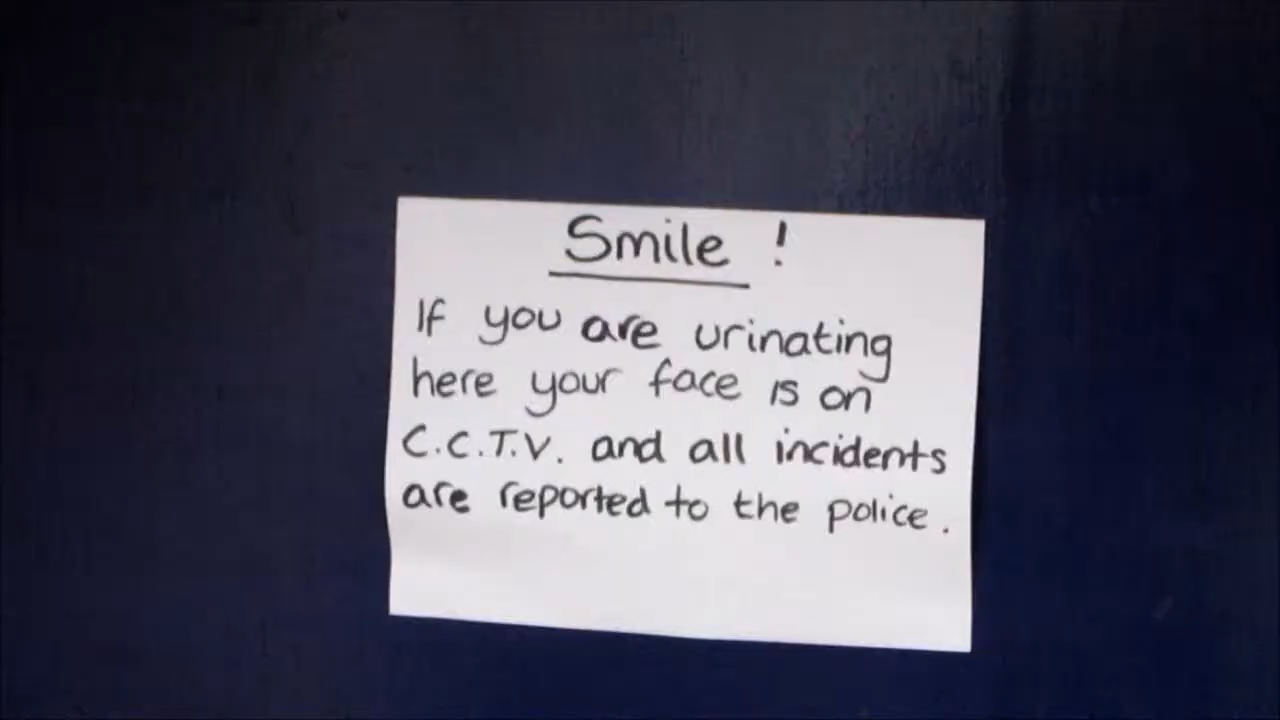 Smile !
If you are urinating
here your face is on
C.C.T.V. and all incidents
are reported to the police.